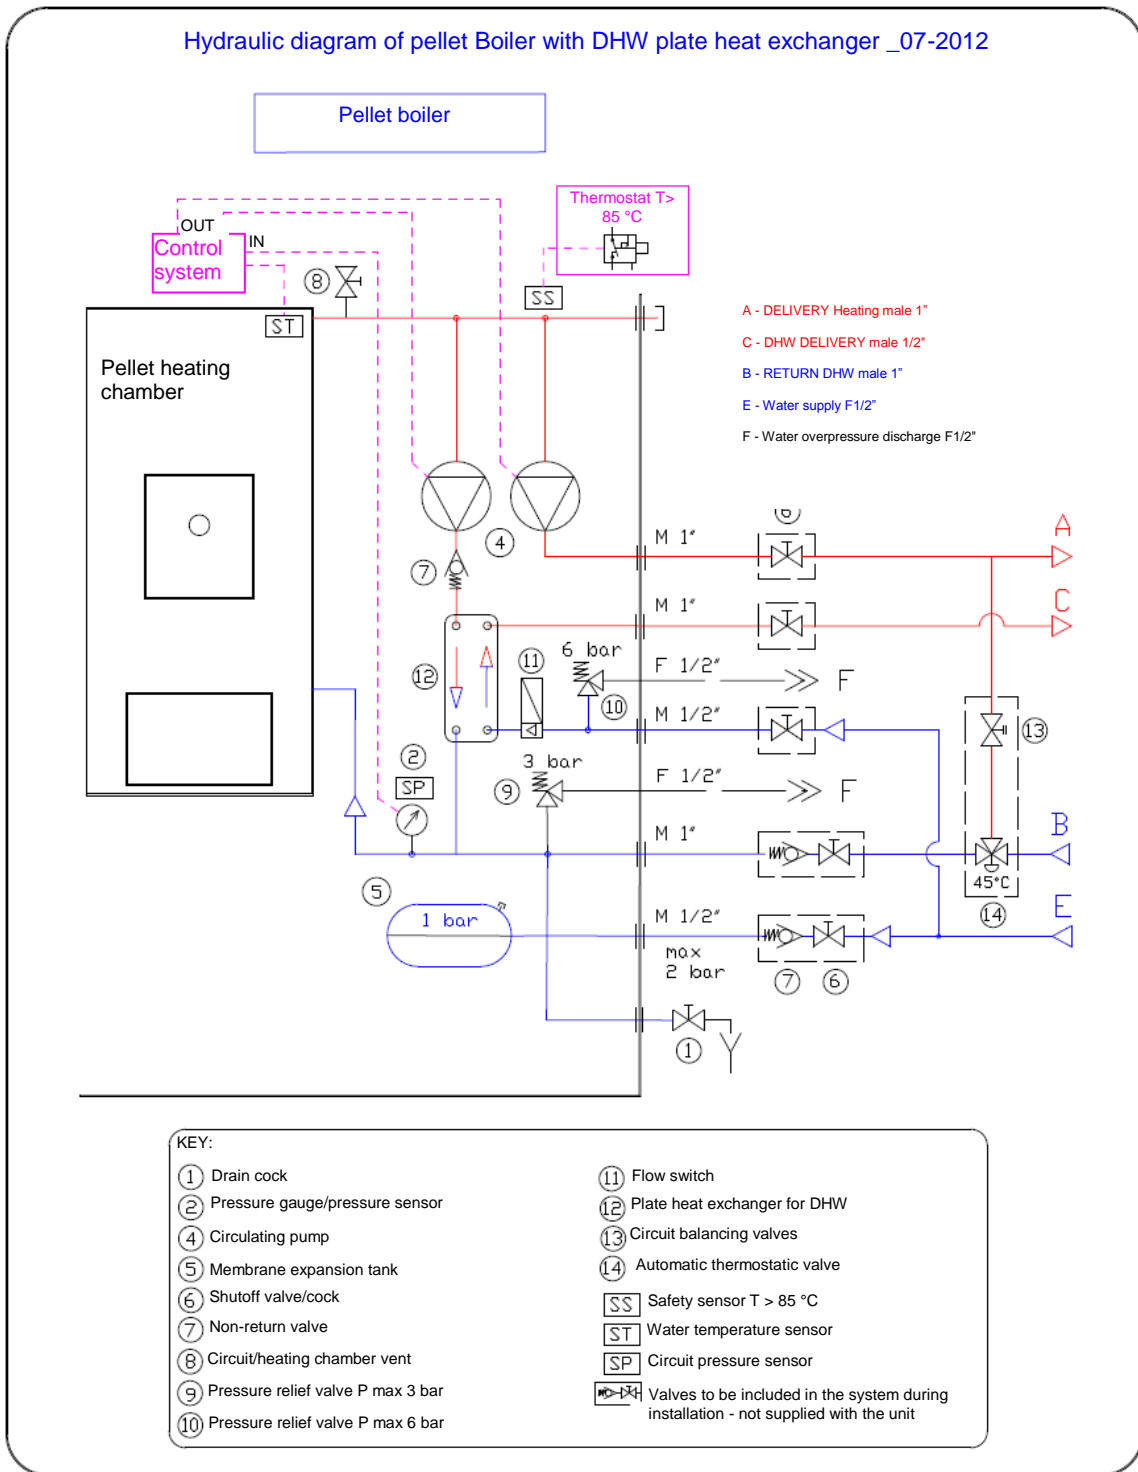 Hydraulic diagram of pellet Boiler with DHW plate heat exchanger _07-2012
Pellet boiler
Thermostat T>
85 °C
OUT
IN
Control
system
8
SS
ST
Pellet heating
chamber
A - DELIVERY Heating male 1"
C - DHW DELIVERY male 1/2"
B - RETURN DHW male 1"
E - Water supply F1/2"
F - Water overpressure discharge F1/2"
4
M 1"
A
7
M 1"
C
6 bar
11
F 1/2"
F
12
10
M 1/2"
13
2
SP
3 bar
F 1/2"
F
9
M 1"
B
45°C
14
5
1 bar
M 1/2"
E
max
2 bar
7
6
1
KEY:
1 Drain cock
2 Pressure gauge/pressure sensor
4 Circulating pump
5 Membrane expansion tank
6 Shutoff valve/cock
7 Non-return valve
8 Circuit/heating chamber vent
9 Pressure relief valve P max 3 bar
10 Pressure relief valve P max 6 bar
11 Flow switch
12 Plate heat exchanger for DHW
13 Circuit balancing valves
14 Automatic thermostatic valve
SS Safety sensor T > 85 °C
ST Water temperature sensor
SP Circuit pressure sensor
Valves to be included in the system during
installation - not supplied with the unit